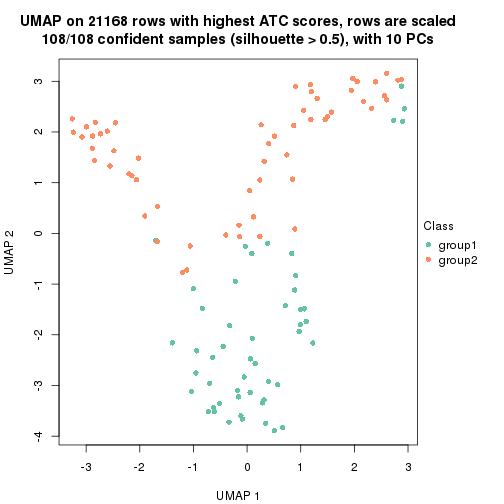 UMAP on 21168 rows with highest ATC scores, rows are scaled
108/108 confident samples (silhouette > 0.5), with 10 PCs
3
2
1
0
-1
-2
-3
-4
UMAP 2
-3
-2
-1
0
1
2
3
UMAP 1
Class
group1
group2